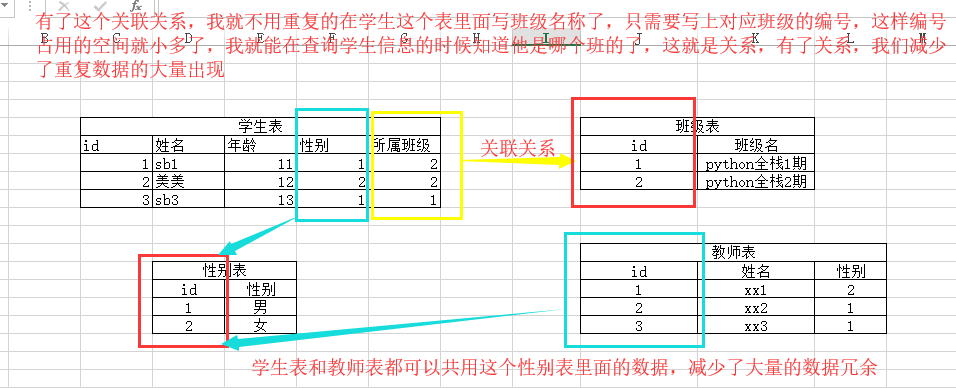 有了这个关联关系，我就不用重复的在学生这个表里面写班级名称了，只需要写上对应班级的编号，这样编号
占用的空间就小多了，我就能在查询学生信息的时候知道他是哪个班的了，这就是关系，有了关系，我们减少
了重复数据的大量出现
fx
B C D E F G H I J K L M
学生表
id 姓名 年龄 性别 所属班级
1 sb1 11 1 2
2 美美 12 2 2
3 sb3 13 1 1
关联关系
班级表
id 班级名
1 python全栈1期
2 python全栈2期
性别表
id 性别
1 男
2 女
教师表
id 姓名 性别
1 xx1 2
2 xx2 1
3 xx3 1
学生表和教师表都可以共用这个性别表里面的数据，减少了大量的数据冗余